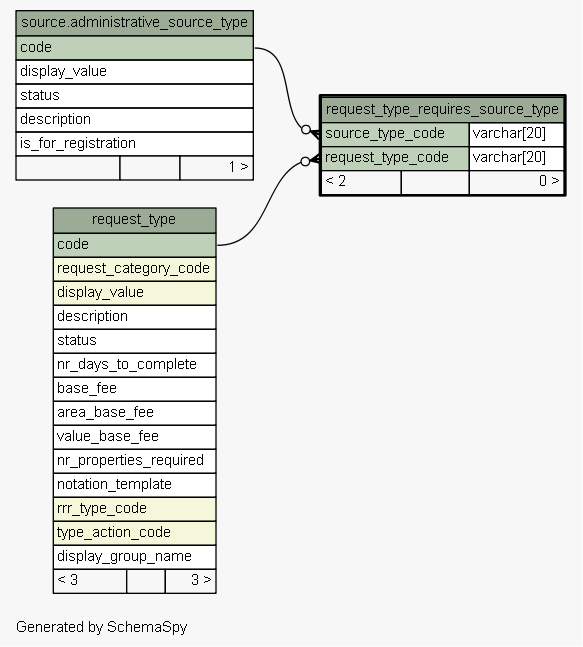 source.administrative_source_type
code
display_value
status
description
is_for_registration
1 >
request_type_requires_source_type
source_type_code varchar[20]
request_type_code varchar[20]
< 2 0 >
request_type
code
request_category_code
display_value
description
status
nr_days_to_complete
base_fee
area_base_fee
value_base_fee
nr_properties_required
notation_template
rrr_type_code
type_action_code
display_group_name
< 3 3 >
Generated by SchemaSpy